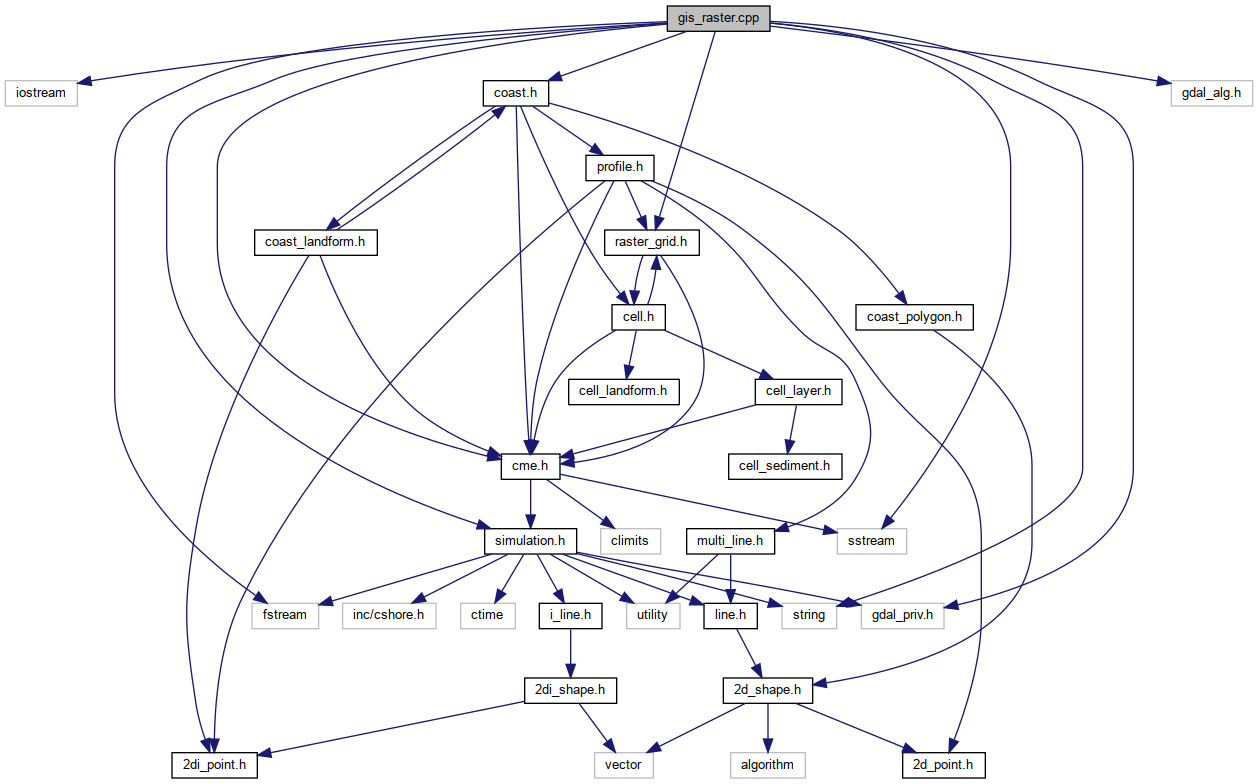 gis_raster.cpp
iostream
coast.h
gdal_alg.h
profile.h
coast_landform.h
raster_grid.h
cell.h
coast_polygon.h
cell_landform.h
cell_layer.h
cme.h
cell_sediment.h
simulation.h
climits
multi_line.h
sstream
fstream
inc/cshore.h
ctime
i_line.h
utility
line.h
string
gdal_priv.h
2di_shape.h
2d_shape.h
2di_point.h
vector
algorithm
2d_point.h